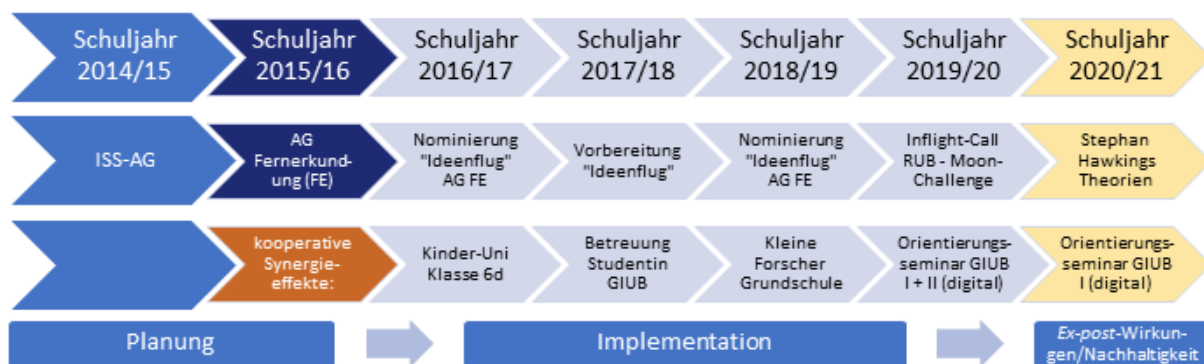 Schuljahr
2014/15
Schuljahr
2015/16
Schuljahr
2016/17
Schuljahr
2017/18
Schuljahr
2018/19
Schuljahr
2019/20
Schuljahr
2020/21
ISS-AG
AG
Fernerkund-
ung (FE)
Nominierung
"Ideenflug"
AG FE
Vorbereitung
"Ideenflug"
Nominierung
"Ideenflug"
AG FE
Inflight-Call
RUB - Moon-
Challenge
Stephan
Hawkings
Theorien
kooperative
Synergie-
effekte:
Kinder-Uni
Klasse 6d
Betreuung
Studentin
GIUB
Kleine
Forscher
Grundschule
Orientierungs-
seminar GIUB
I + II (digital)
Orientierungs-
seminar GIUB
I (digital)
Planung
Implementation
Ex-post-Wirkun-
gen/Nachhaltigkeit